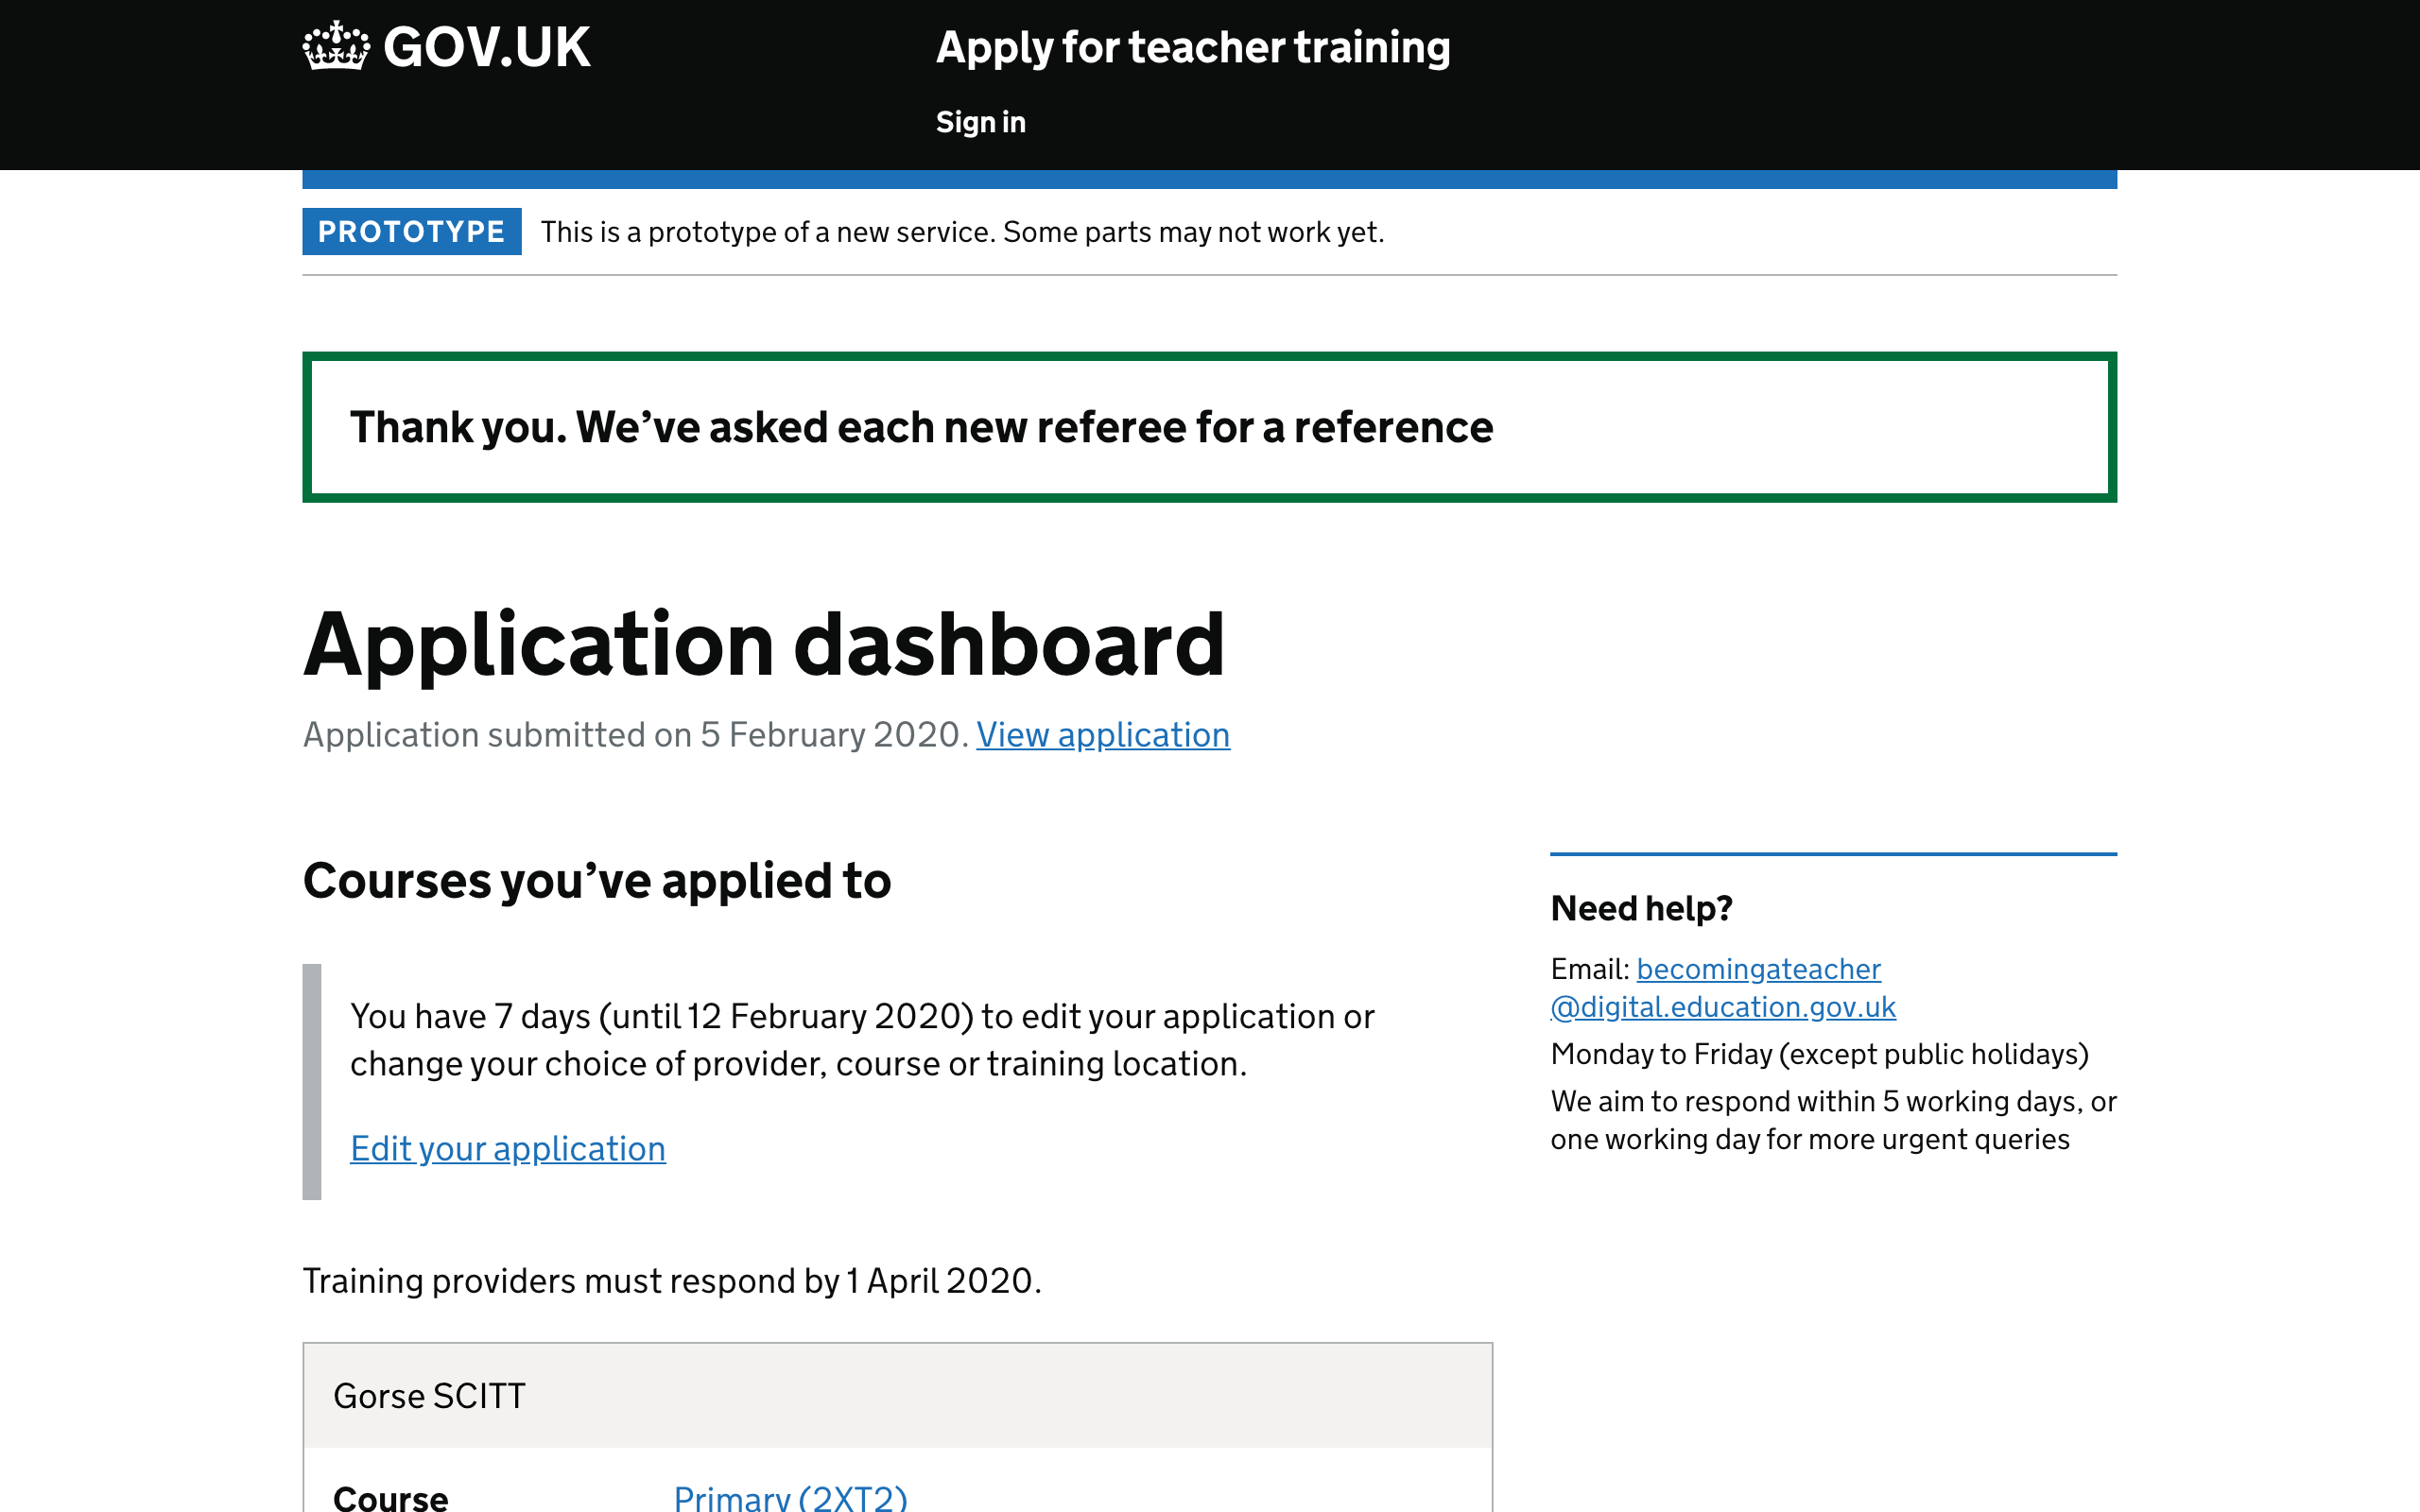 GOV.UK
Apply for teacher training
Sign in
PROTOTYPE This is a prototype of a new service. Some parts may not work yet.
Thank you. We’ve asked each new referee for a reference
Application dashboard
Application submitted on 5 February 2020. View application
Courses you’ve applied to
You have 7 days (until 12 February 2020) to edit your application or
change your choice of provider, course or training location.
Edit your application
Training providers must respond by 1 April 2020.
Gorse SCITT
Course Primary (2XT2)
Need help?
Email: becomingateacher
@digital.education.gov.uk
Monday to Friday (except public holidays)
We aim to respond within 5 working days, or
one working day for more urgent queries